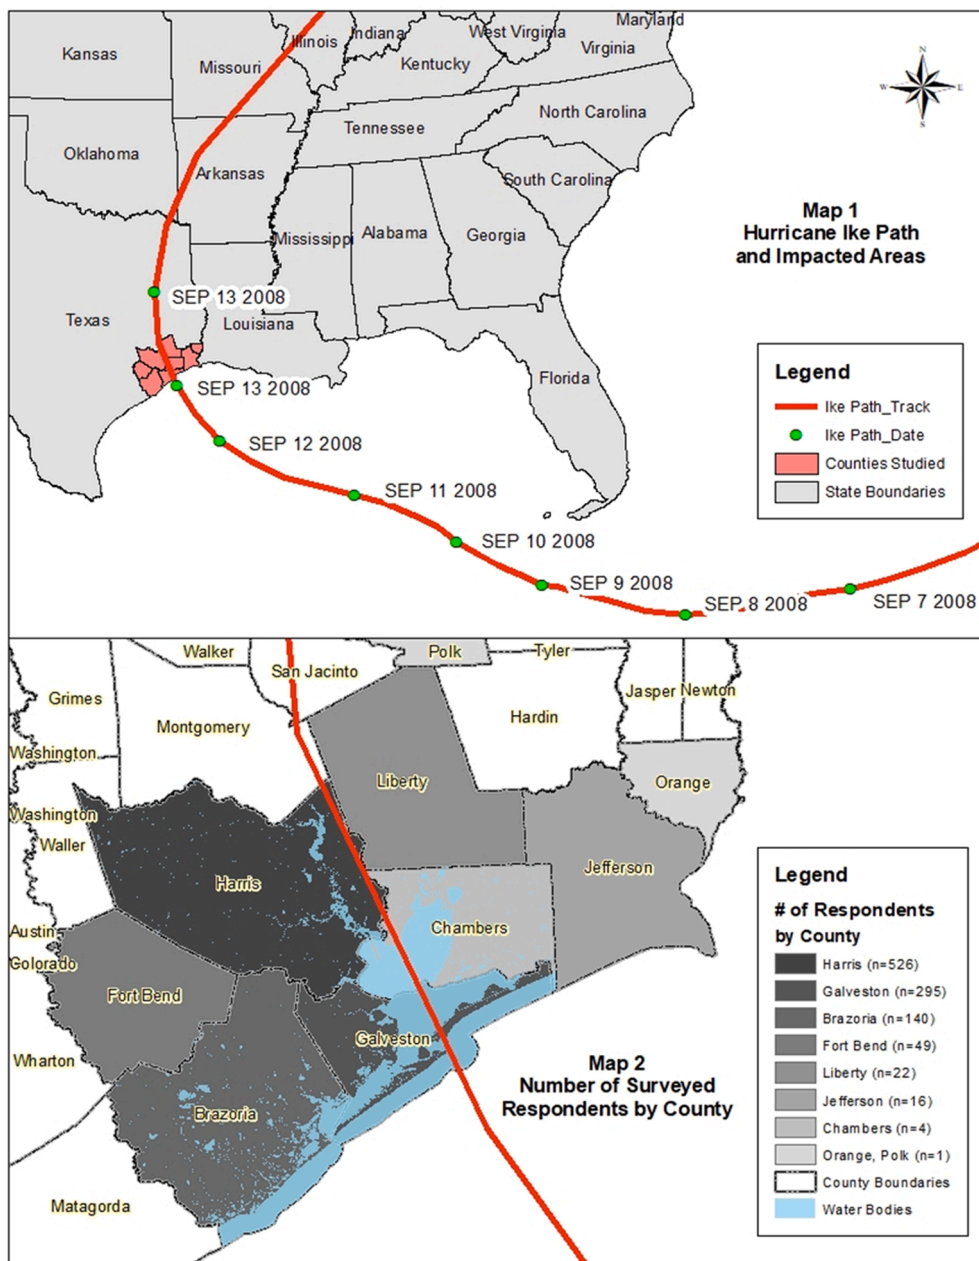 Maryland
Illinois
Indiana
West Virginia
Virginia
Kansas
Missouri
Kentucky
N
W
E
S
North Carolina
Tennessee
Oklahoma
Arkansas
South Carolina
Mississippi
Alabama
Georgia
Map 1
Hurricane Ike Path
and Impacted Areas
SEP 13 2008
Texas
Louisiana
Florida
SEP 13 2008
SEP 12 2008
SEP 11 2008
SEP 10 2008
SEP 9 2008
SEP 8 2008
SEP 7 2008
Legend
Ike Path_Track
Ike Path_Date
Counties Studied
State Boundaries
Walker
San Jacinto
Polk
Tyler
Grimes
Jasper
Newton
Montgomery
Hardin
Washington
Liberty
Orange
Washington
Waller
Harris
Jefferson
Chambers
Austin
Colorado
Fort Bend
Galveston
Wharton
Brazoria
Matagorda
Map 2
Number of Surveyed
Respondents by County
Legend
# of Respondents
by County
Harris (n=526)
Galveston (n=295)
Brazoria (n=140)
Fort Bend (n=49)
Liberty (n=22)
Jefferson (n=16)
Chambers (n=4)
Orange, Polk (n=1)
County Boundaries
Water Bodies